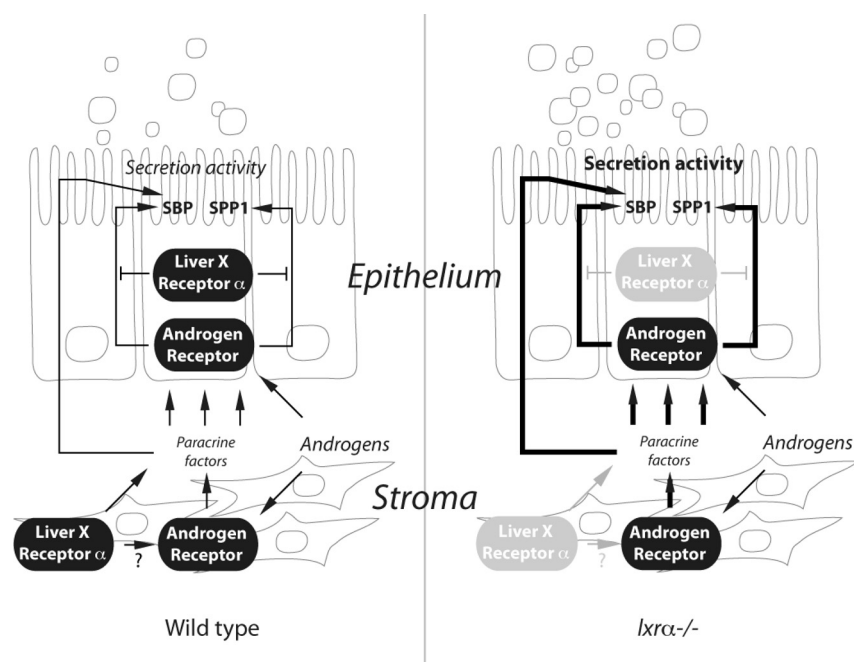 Secretion activity
SBP SPP1
Liver X
Receptor α
Androgen
Receptor
Paracrine
factors
Androgens
Liver X
Receptor α
?
Androgen
Receptor
Wild type
Epithelium
Stroma
Secretion activity
SBP SPP1
Liver X
Receptor α
Androgen
Receptor
Paracrine
factors
Androgens
Liver X
Receptor α
?
Androgen
Receptor
lxrα-/-